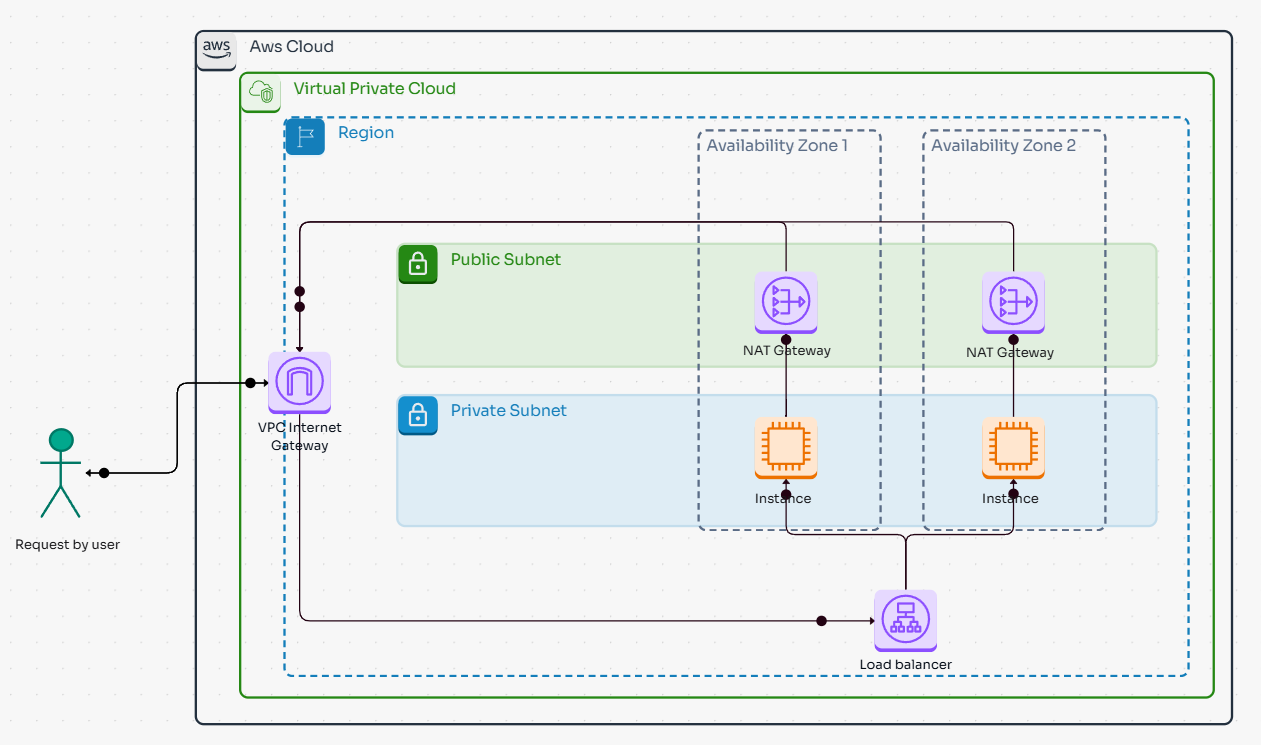 aws
Aws Cloud
Virtual Private Cloud
Region
Availability Zone 1
Availability Zone 2
Public Subnet
NAT Gateway
NAT Gateway
Private Subnet
VPC Internet
Gateway
Instance
Instance
Request by user
Load balancer